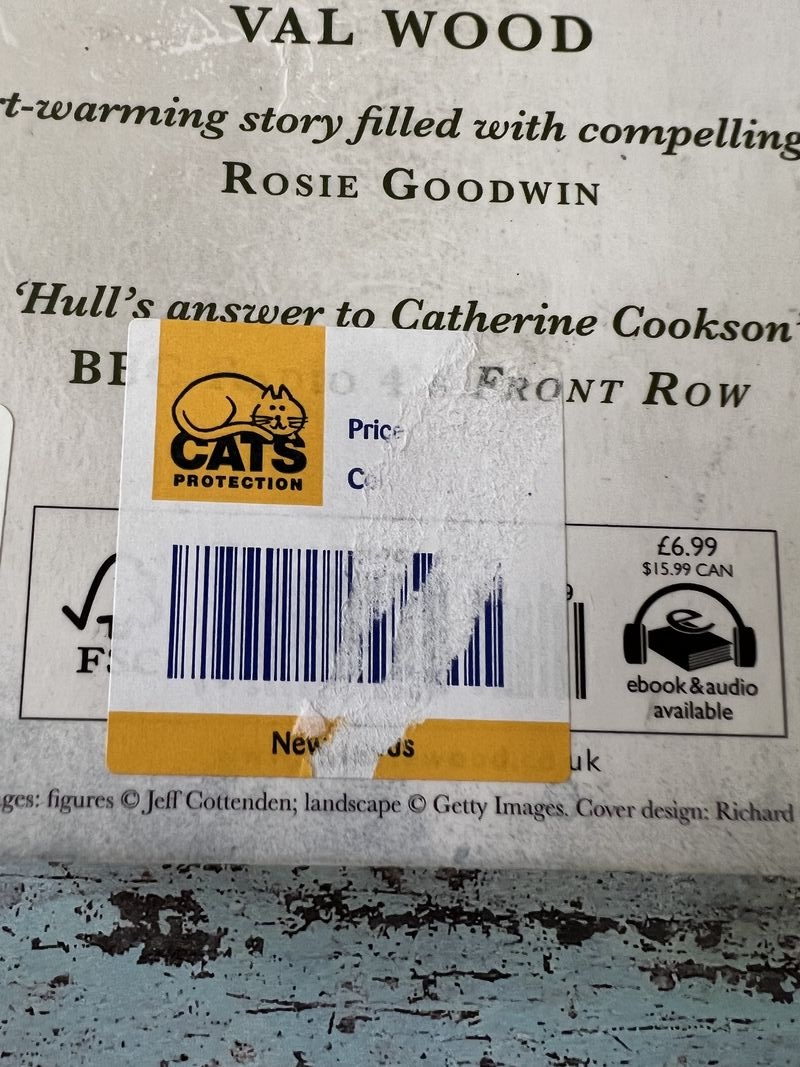 VAL WOOD
t-warming story filled with compelling
ROSIE GOODWIN
‘Hull’s answer to Catherine Cookson’
FRONT ROW
CATS
PROTECTION
Price
£6.99
$15.99 CAN
FSC
e
ebook & audio
available
New
uk
ges: figures © Jeff Cottenden; landscape © Getty Images. Cover design: Richard